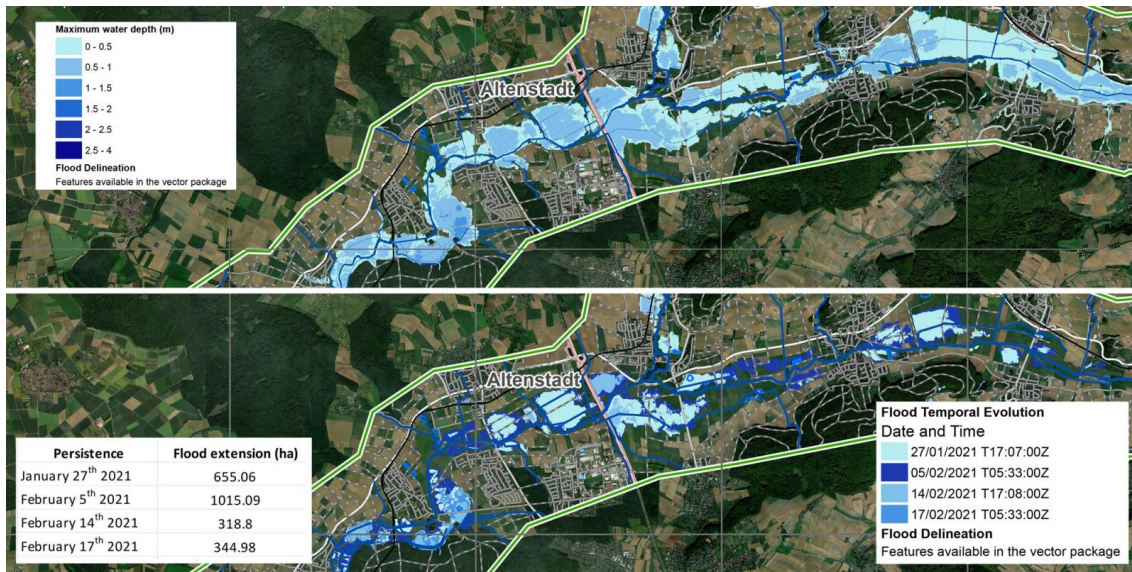 Maximum water depth (m)
0 - 0.5
0.5 - 1
1 - 1.5
1.5 - 2
2 - 2.5
2.5 - 4
Flood Delineation
Features available in the vector package
Altenstadt
Altenstadt
Persistence Flood extension (ha)
January 27th 2021 655.06
February 5th 2021 1015.09
February 14th 2021 318.8
February 17th 2021 344.98
Flood Temporal Evolution
Date and Time
27/01/2021 T17:07:00Z
05/02/2021 T05:33:00Z
14/02/2021 T17:08:00Z
17/02/2021 T05:33:00Z
Flood Delineation
Features available in the vector package